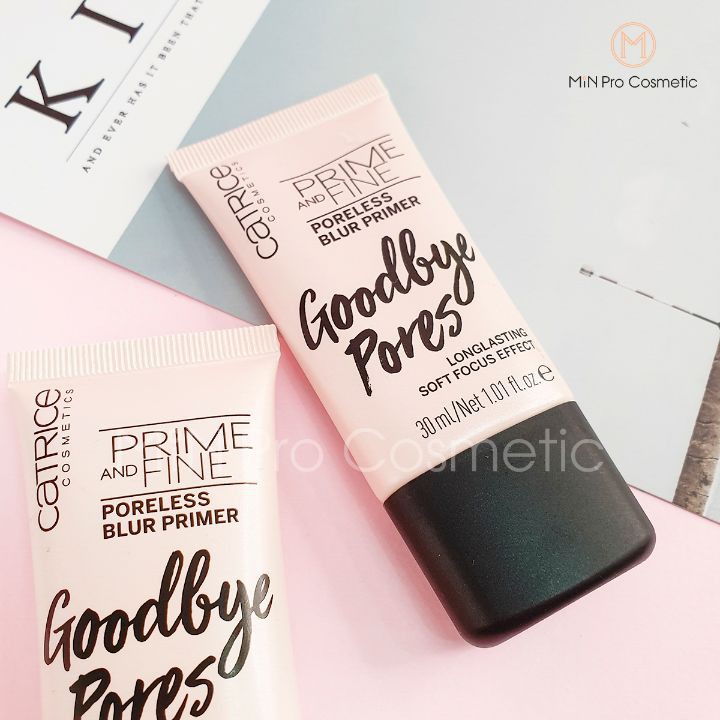 KI
AND EVER HAS IT BEEN THAT
M
MiN Pro Cosmetic
CATRICE
COSMETICS
PRIME
AND FINE
PORELESS
BLUR PRIMER
Goodbye
Pores
LONGLASTING
SOFT FOCUS EFFECT
30 ml/Net 1.01 fl.oz. e
CATRICE
COSMETICS
PRIME
AND FINE
PORELESS
BLUR PRIMER
Goodbye
Pores
Pro Cosmetic